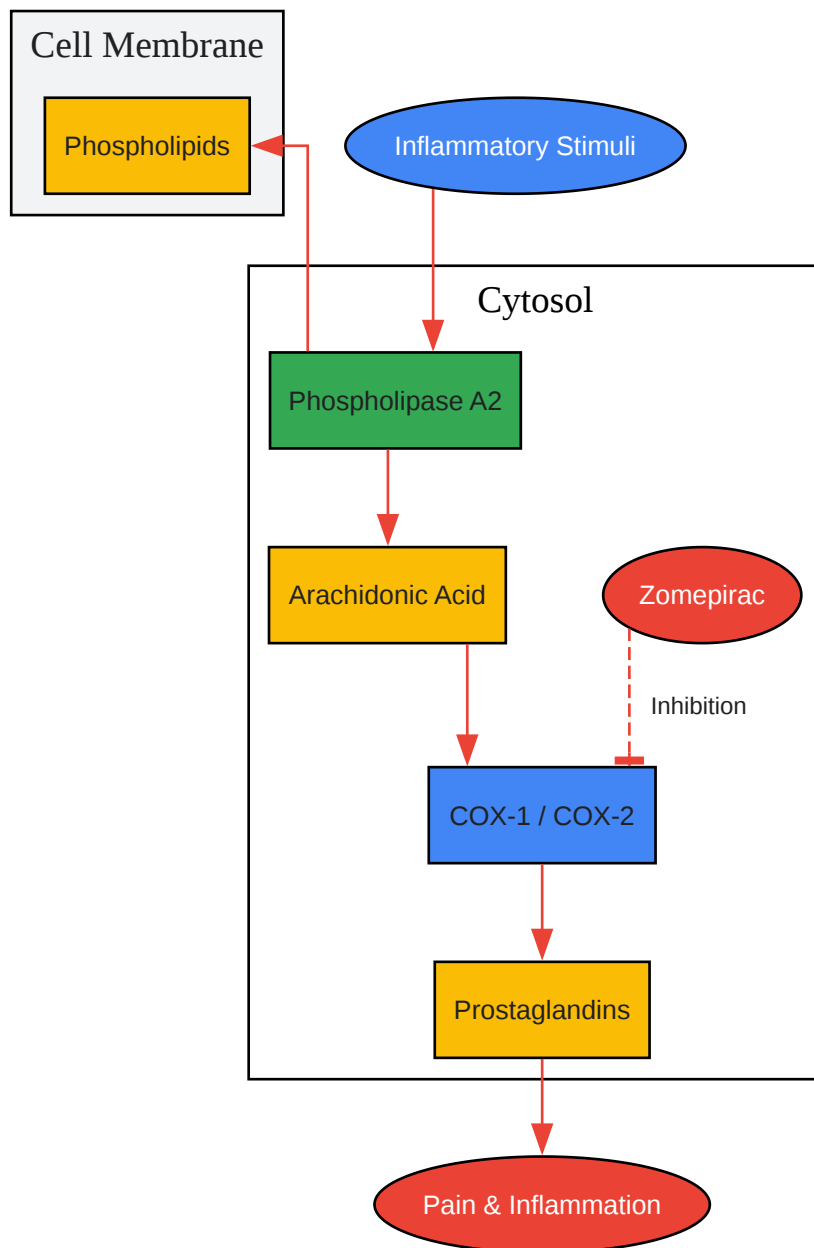 Cell Membrane
Phospholipids
Inflammatory Stimuli
Cytosol
Phospholipase A2
Arachidonic Acid
Zomepirac
Inhibition
COX-1 / COX-2
Prostaglandins
Pain & Inflammation